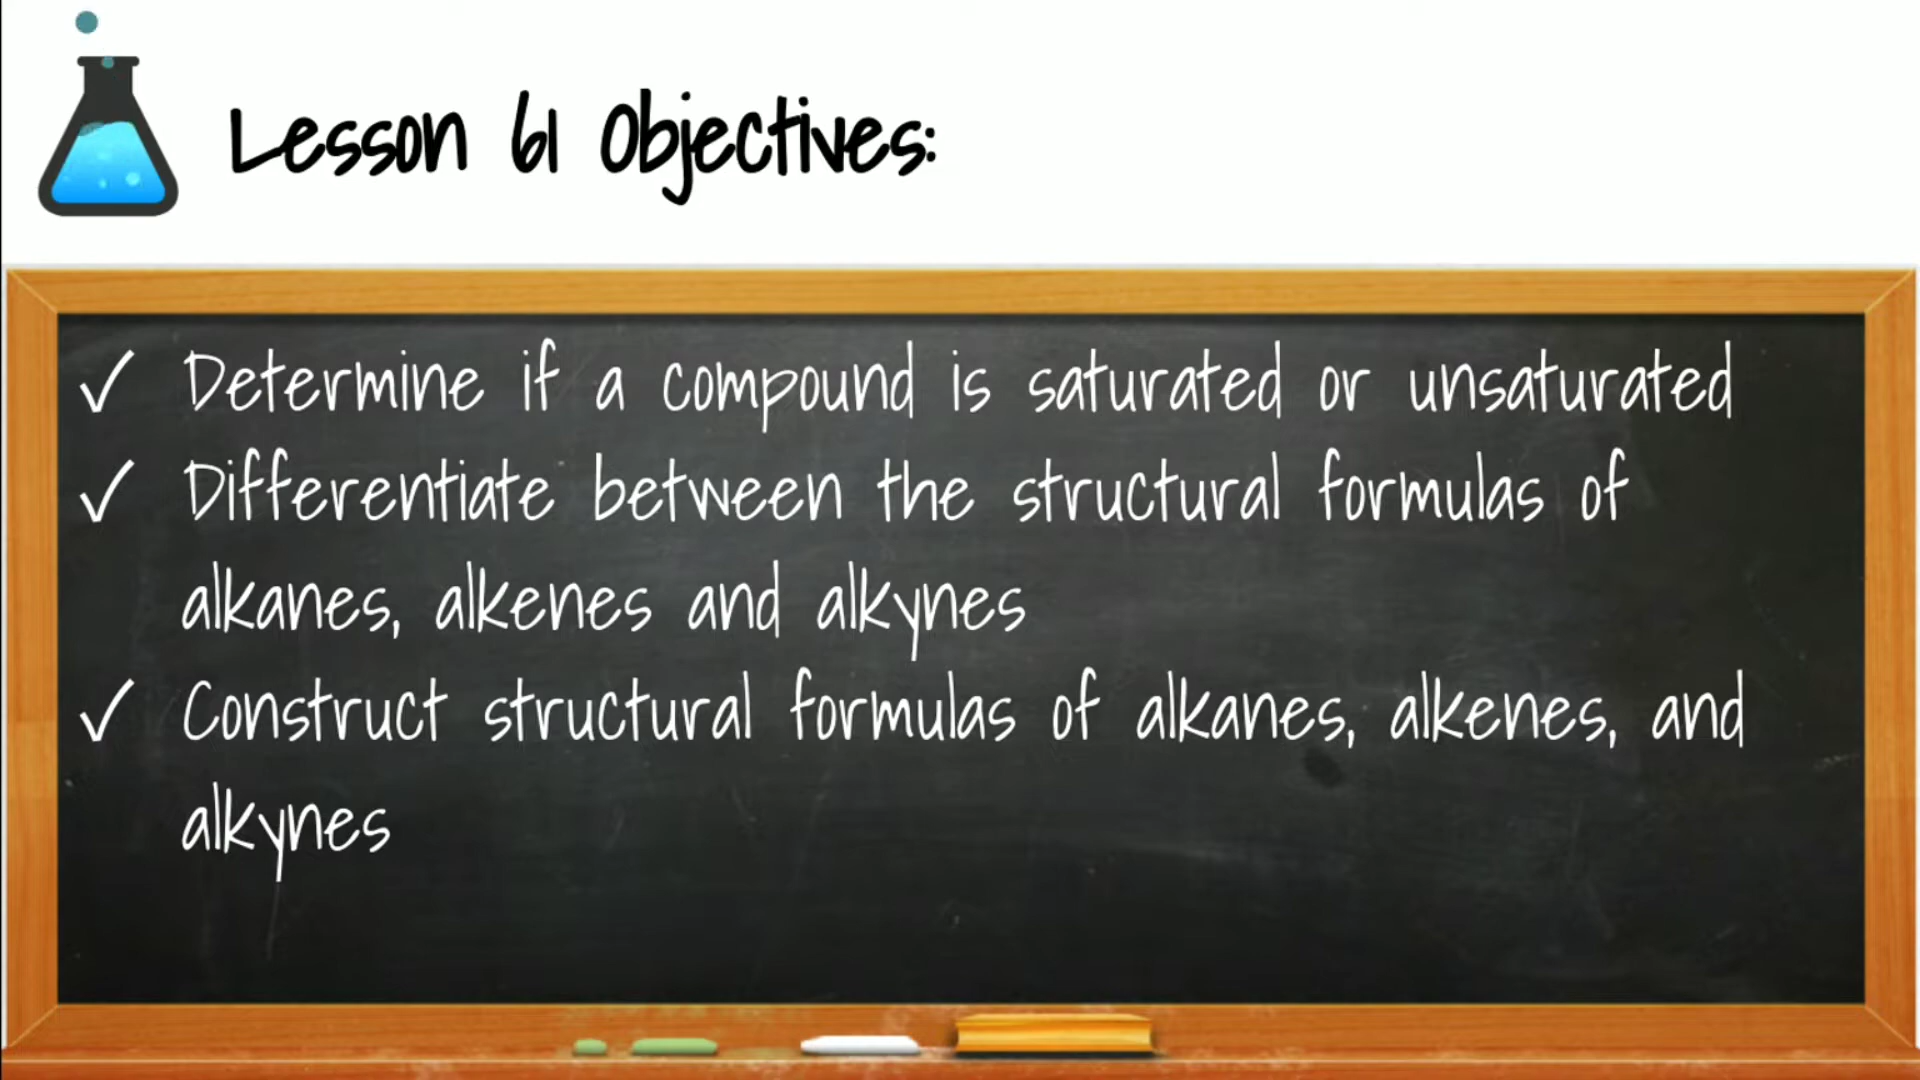 Lesson 61 Objectives:
✓ Determine if a compound is saturated or unsaturated
✓ Differentiate between the structural formulas of
alkanes, alkenes and alkynes
✓ Construct structural formulas of alkanes, alkenes, and
alkynes